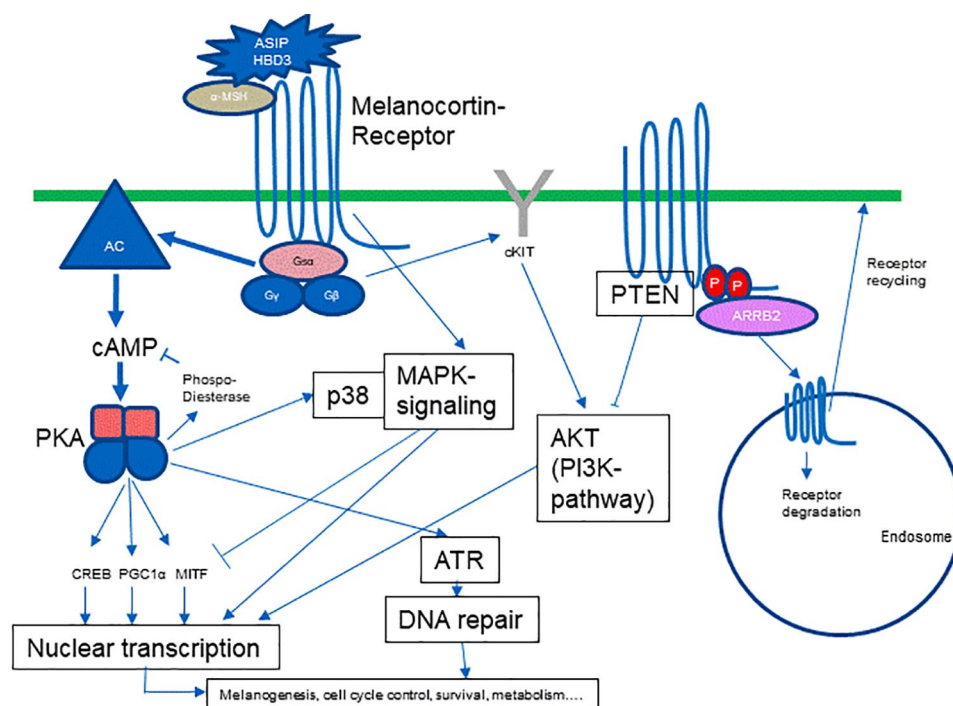 ASIP
HBD3
α-MSH
Melanocortin-
Receptor
AC
Gsα
Gγ
Gβ
cKIT
PTEN
P
P
ARRB2
Receptor
recycling
cAMP
Phospo-
Diesterase
PKA
p38
MAPK-
signaling
AKT
(PI3K-
pathway)
Receptor
degradation
Endosome
CREB
PGC1α
MITF
ATR
DNA repair
Nuclear transcription
Melanogenesis, cell cycle control, survival, metabolism....